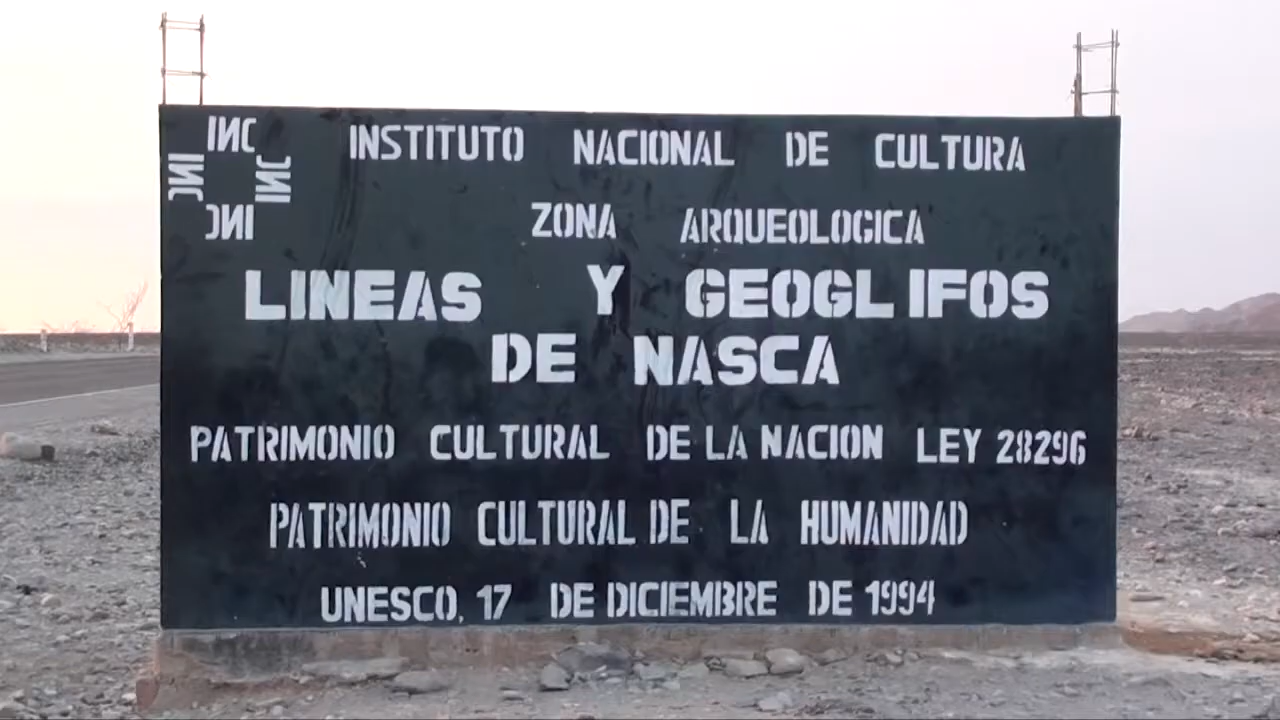 INC
INC
INC
INC
INSTITUTO NACIONAL DE CULTURA
ZONA ARQUEOLOGICA
LINEAS Y GEOGLIFOS
DE NASCA
PATRIMONIO CULTURAL DE LA NACION LEY 28296
PATRIMONIO CULTURAL DE LA HUMANIDAD
UNESCO, 17 DE DICIEMBRE DE 1994